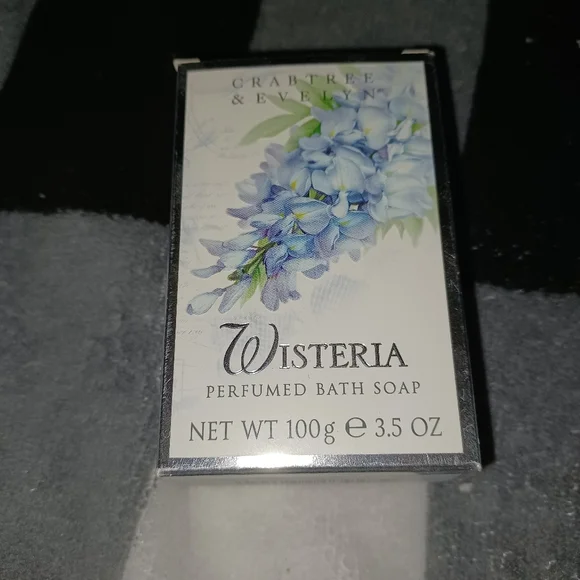 CRABTREE
& EVELYN
WISTERIA
PERFUMED BATH SOAP
NET WT 100g ℮ 3.5 OZ